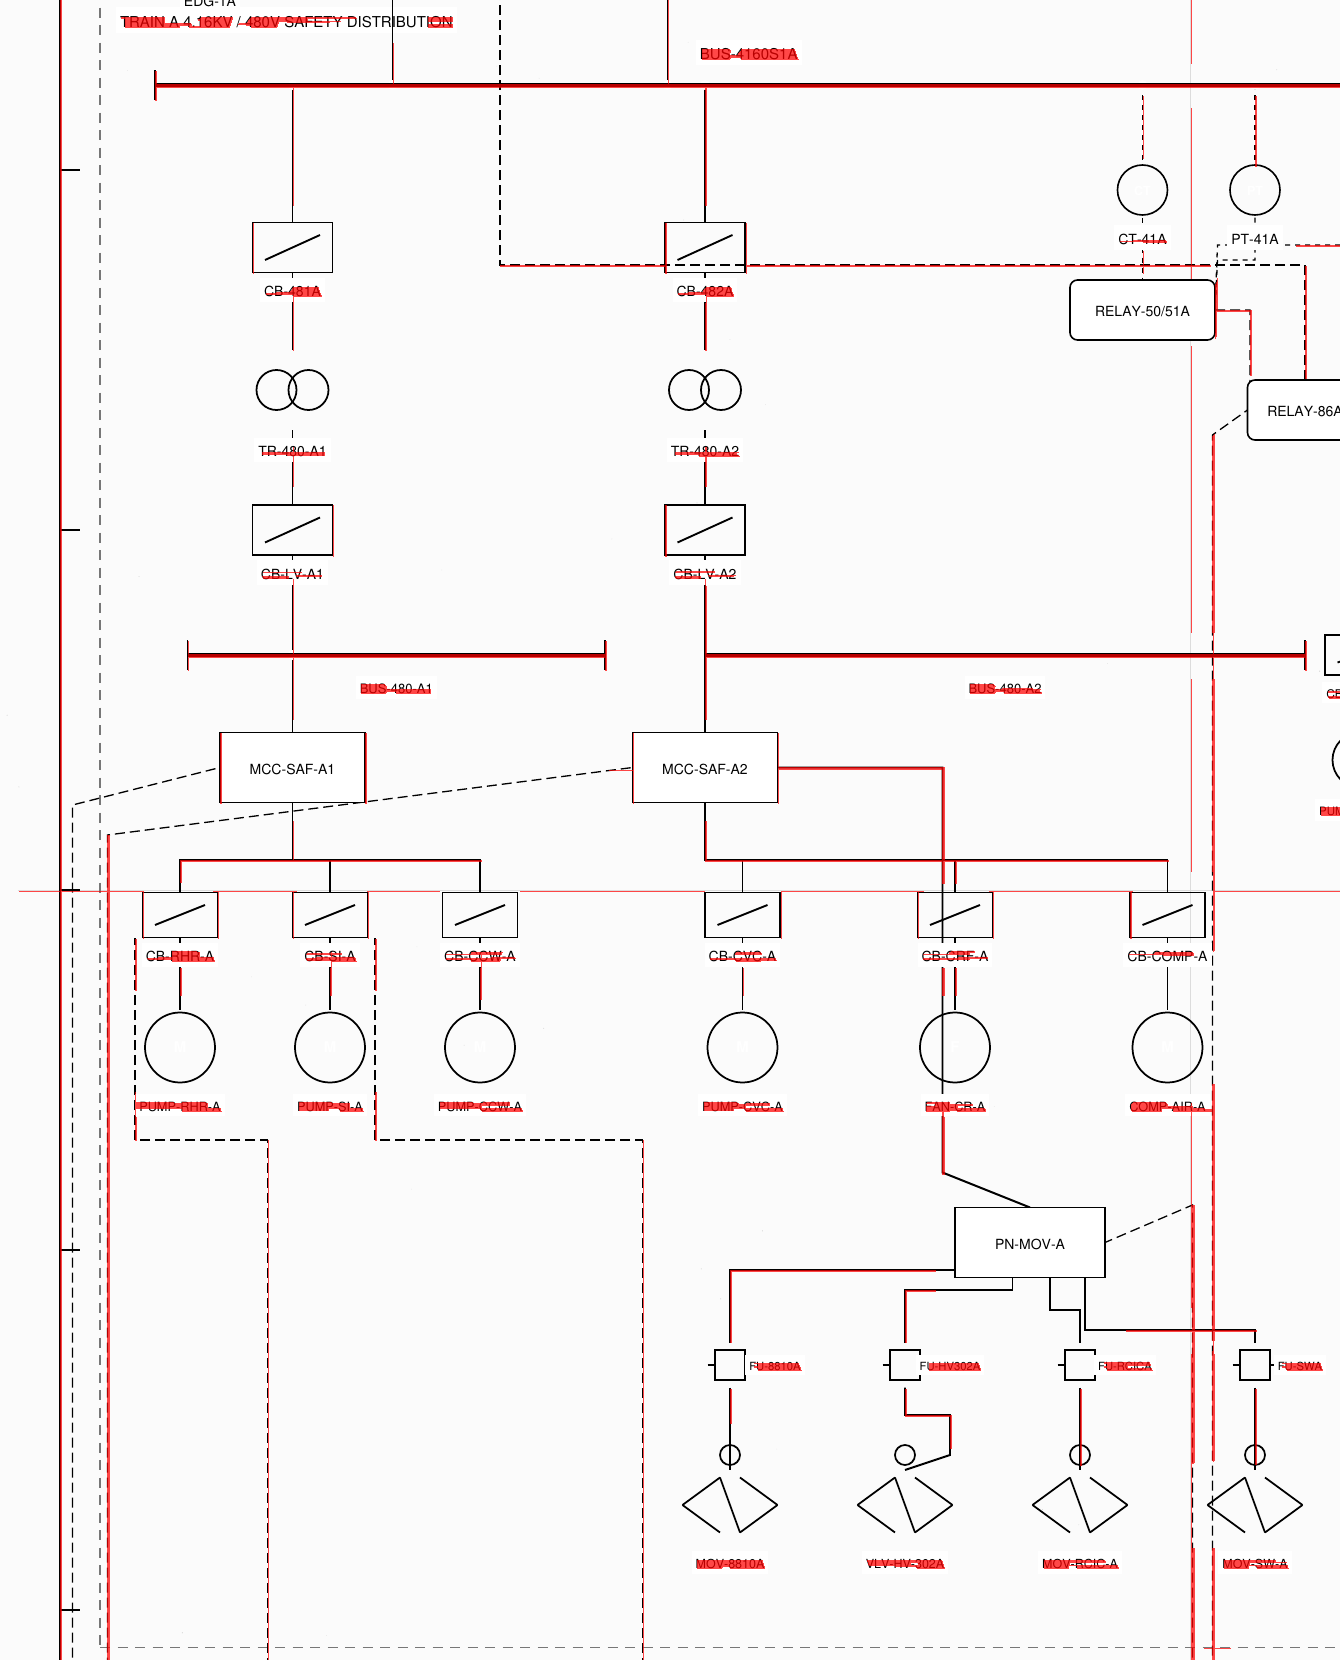 EDG-1A
TRAIN A 4.16KV / 480V SAFETY DISTRIBUTION
BUS-4160S1A
CT-41A
PT-41A
CB-481A
CB-482A
RELAY-50/51A
RELAY-86A
TR-480-A1
TR-480-A2
CB-LV-A1
CB-LV-A2
BUS-480-A1
BUS-480-A2
MCC-SAF-A1
MCC-SAF-A2
CB-RHR-A
CB-SI-A
CB-CCW-A
CB-CVC-A
CB-CRF-A
CB-COMP-A
PUMP-RHR-A
PUMP-SI-A
PUMP-CCW-A
PUMP-CVC-A
FAN-CR-A
COMP-AIR-A
PN-MOV-A
FU-8810A
FU-HV302A
FU-RCICA
FU-SWA
MOV-8810A
VLV-HV-302A
MOV-RCIC-A
MOV-SW-A